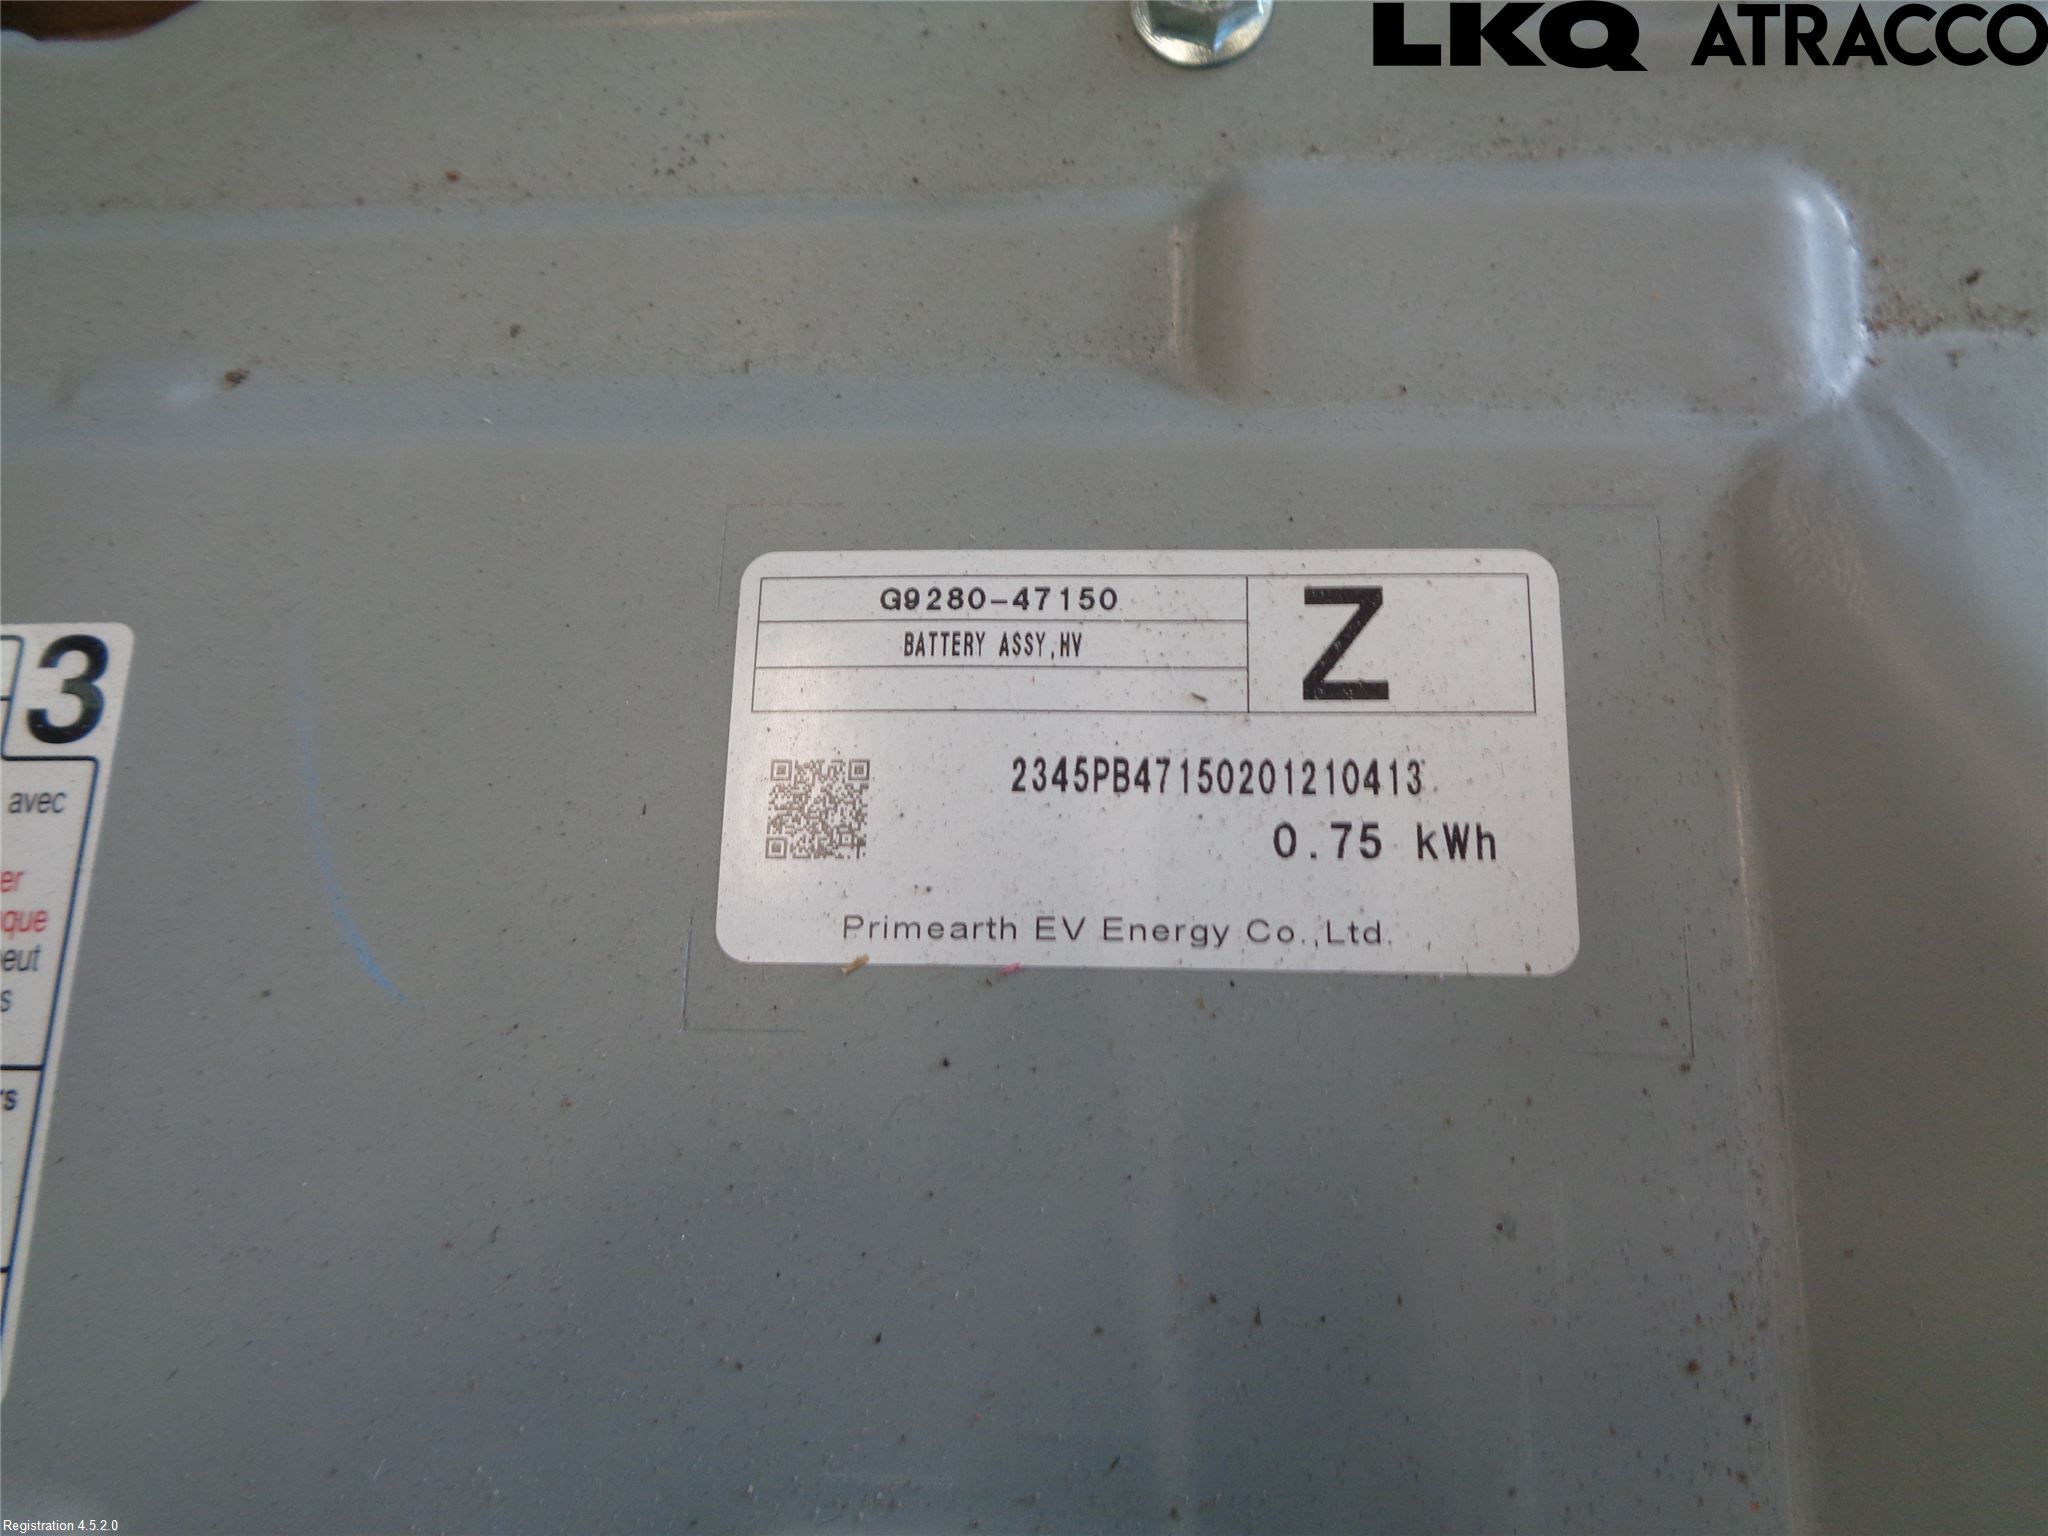 LKQ ATRACCO
G9280-47150
BATTERY ASSY,HV
Z
2345PB47150201210413
0.75 kWh
Primearth EV Energy Co.,Ltd.
3
avec
er
que
eut
s
rs
Registration 4.5.2.0